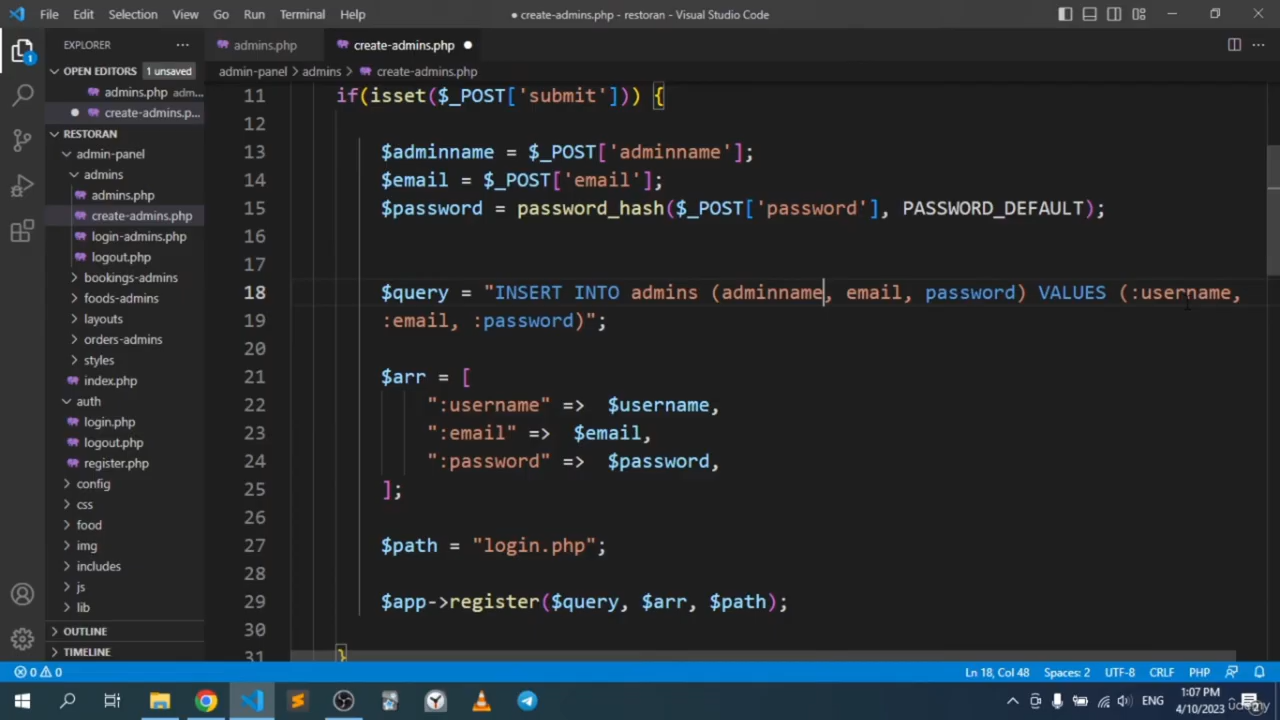 File Edit Selection View Go Run Terminal Help
● create-admins.php - restoran - Visual Studio Code
EXPLORER
admins.php
create-admins.php
OPEN EDITORS 1 unsaved
admin-panel > admins > create-admins.php
admins.php adm...
create-admins.p...
RESTORAN
admin-panel
admins
admins.php
create-admins.php
login-admins.php
logout.php
bookings-admins
foods-admins
layouts
orders-admins
styles
index.php
auth
login.php
logout.php
register.php
config
css
food
img
includes
js
lib
OUTLINE
TIMELINE
11 if(isset($_POST['submit'])) {
12
13 $adminname = $_POST['adminname'];
14 $email = $_POST['email'];
15 $password = password_hash($_POST['password'], PASSWORD_DEFAULT);
16
17
18 $query = "INSERT INTO admins (adminname, email, password) VALUES (:username,
19 :email, :password)";
20
21 $arr = [
22 ":username" => $username,
23 ":email" => $email,
24 ":password" => $password,
25 ];
26
27 $path = "login.php";
28
29 $app->register($query, $arr, $path);
30
31 }
0 0
Ln 18, Col 48 Spaces: 2 UTF-8 CRLF PHP
ENG
1:07 PM
4/10/2023
1
2
udemy